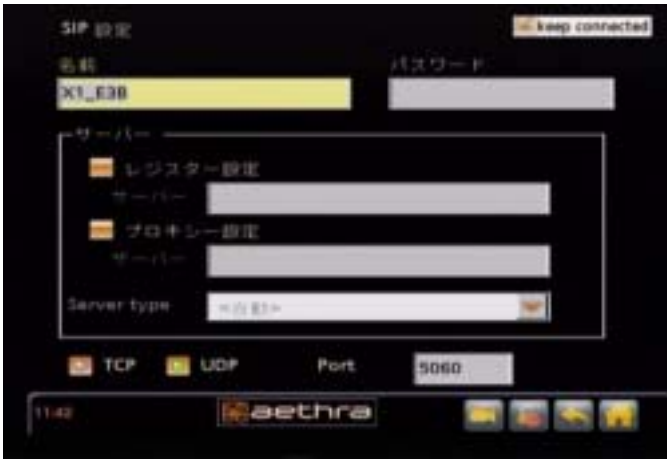 SIP 設定
keep connected
名前
パスワード
X1_E3B
サーバー
レジスター設定
サーバー
プロキシー設定
サーバー
Server type
<自動>
TCP
UDP
Port
5060
11:42
aethra